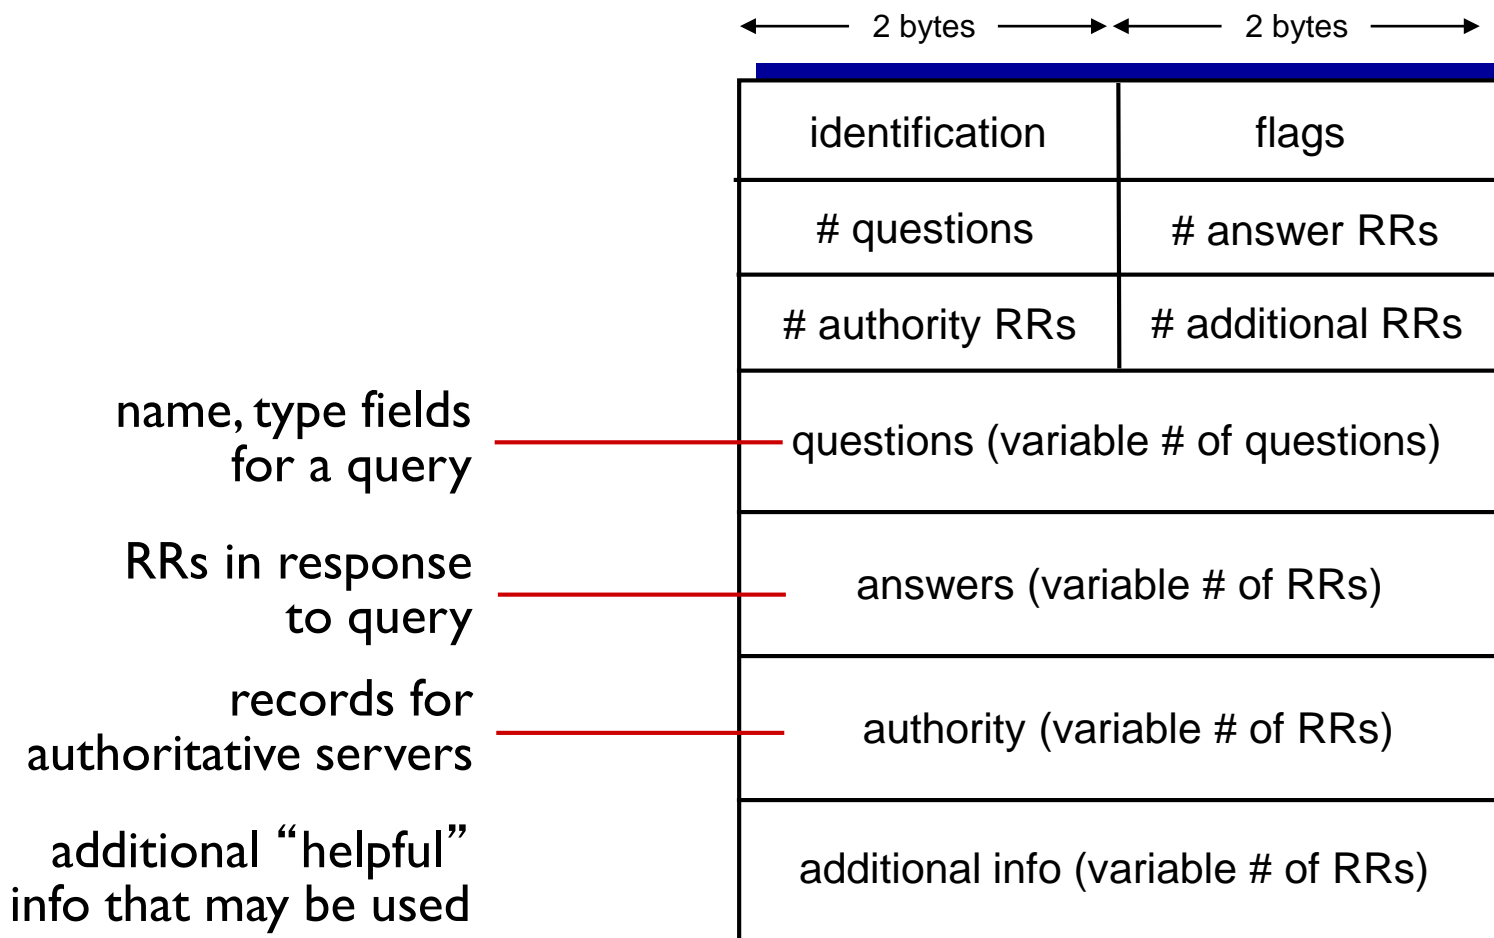 2 bytes 2 bytes
identification flags
# questions # answer RRs
# authority RRs # additional RRs
name, type fields
for a query
questions (variable # of questions)
RRs in response
to query
answers (variable # of RRs)
records for
authoritative servers
authority (variable # of RRs)
additional “helpful”
info that may be used
additional info (variable # of RRs)